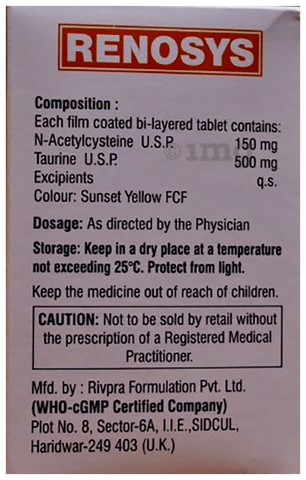 RENOSYS
Composition :
Each film coated bi-layered tablet contains:
N-Acetylcysteine U.S.P. 150 mg
Taurine U.S.P. 500 mg
Excipients q.s.
Colour: Sunset Yellow FCF
Dosage: As directed by the Physician
Storage: Keep in a dry place at a temperature
not exceeding 25°C. Protect from light.
Keep the medicine out of reach of children.
CAUTION: Not to be sold by retail without
the prescription of a Registered Medical
Practitioner.
Mfd. by : Rivpra Formulation Pvt. Ltd.
(WHO-cGMP Certified Company)
Plot No. 8, Sector-6A, I.I.E.,SIDCUL,
Haridwar-249 403 (U.K.)